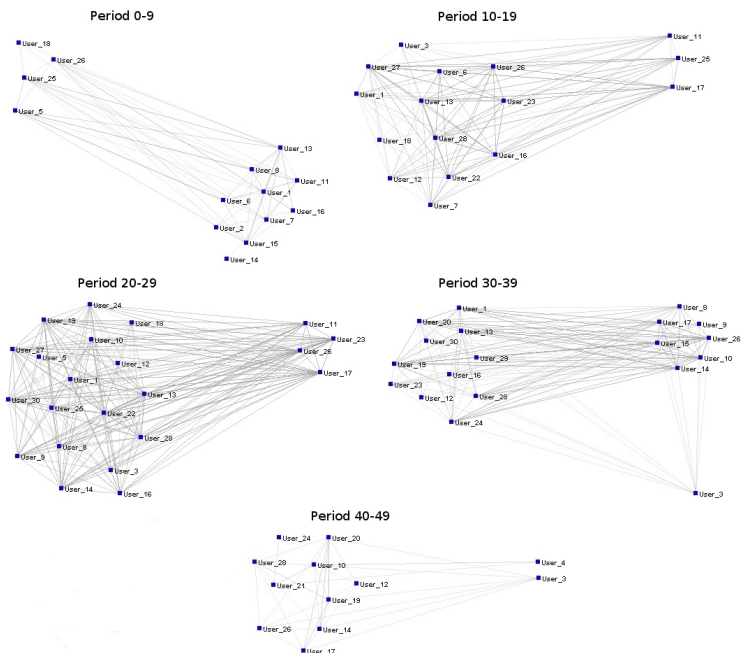 Period 0-9
User_18
User_26
User_25
User_5
User_13
User_8
User_11
User_1
User_6
User_16
User_7
User_2
User_15
User_14
Period 10-19
User_11
User_3
User_25
User_27
User_26
User_6
User_17
User_1
User_13
User_23
User_28
User_18
User_16
User_12
User_22
User_7
Period 20-29
User_24
User_19
User_18
User_11
User_10
User_23
User_27
User_26
User_5
User_12
User_17
User_1
User_13
User_30
User_25
User_22
User_8
User_9
User_3
User_14
User_16
Period 30-39
User_1
User_8
User_20
User_17
User_9
User_13
User_26
User_30
User_15
User_29
User_10
User_19
User_14
User_16
User_23
User_12
User_28
User_24
User_3
Period 40-49
User_24
User_20
User_28
User_10
User_4
User_3
User_21
User_12
User_19
User_26
User_14
User_17